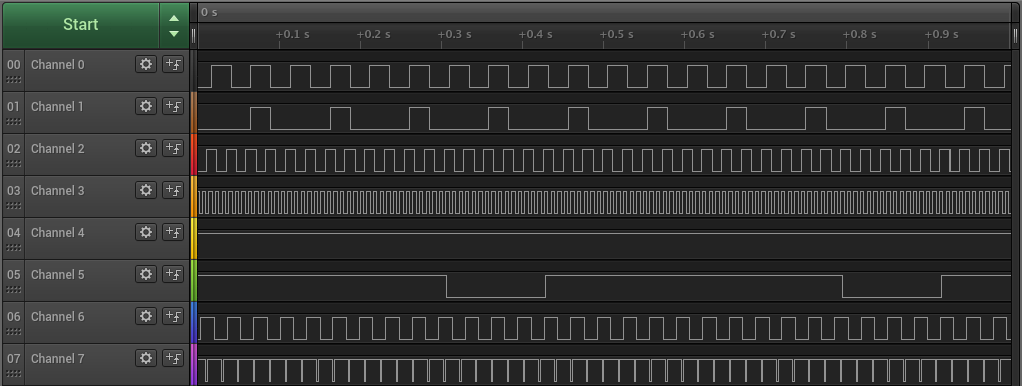 Start
0 s
+0.1 s +0.2 s +0.3 s +0.4 s +0.5 s +0.6 s +0.7 s +0.8 s +0.9 s
00 Channel 0
01 Channel 1
02 Channel 2
03 Channel 3
04 Channel 4
05 Channel 5
06 Channel 6
07 Channel 7